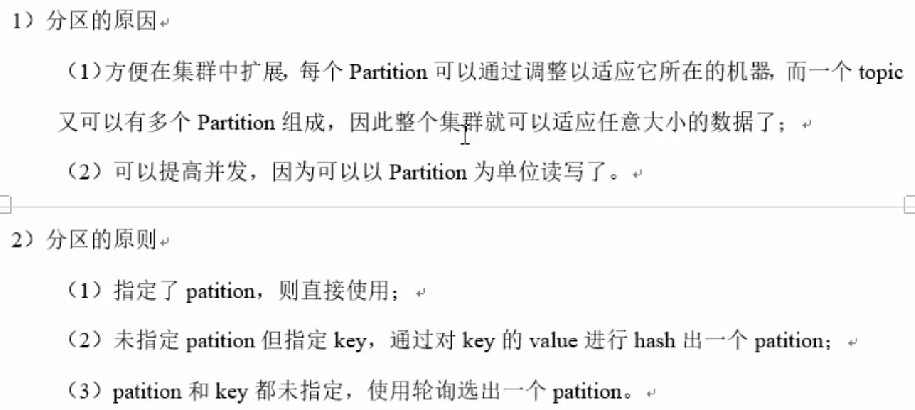 1）分区的原因
（1)方便在集群中扩展，每个 Partition 可以通过调整以适应它所在的机器，而一个 topic
又可以有多个 Partition 组成，因此整个集群就可以适应任意大小的数据了；
（2）可以提高并发，因为可以以 Partition 为单位读写了。
2）分区的原则
（1）指定了 patition，则直接使用；
（2）未指定 patition 但指定 key，通过对 key 的 value 进行 hash 出一个 patition；
（3）patition 和 key 都未指定，使用轮询选出一个 patition。